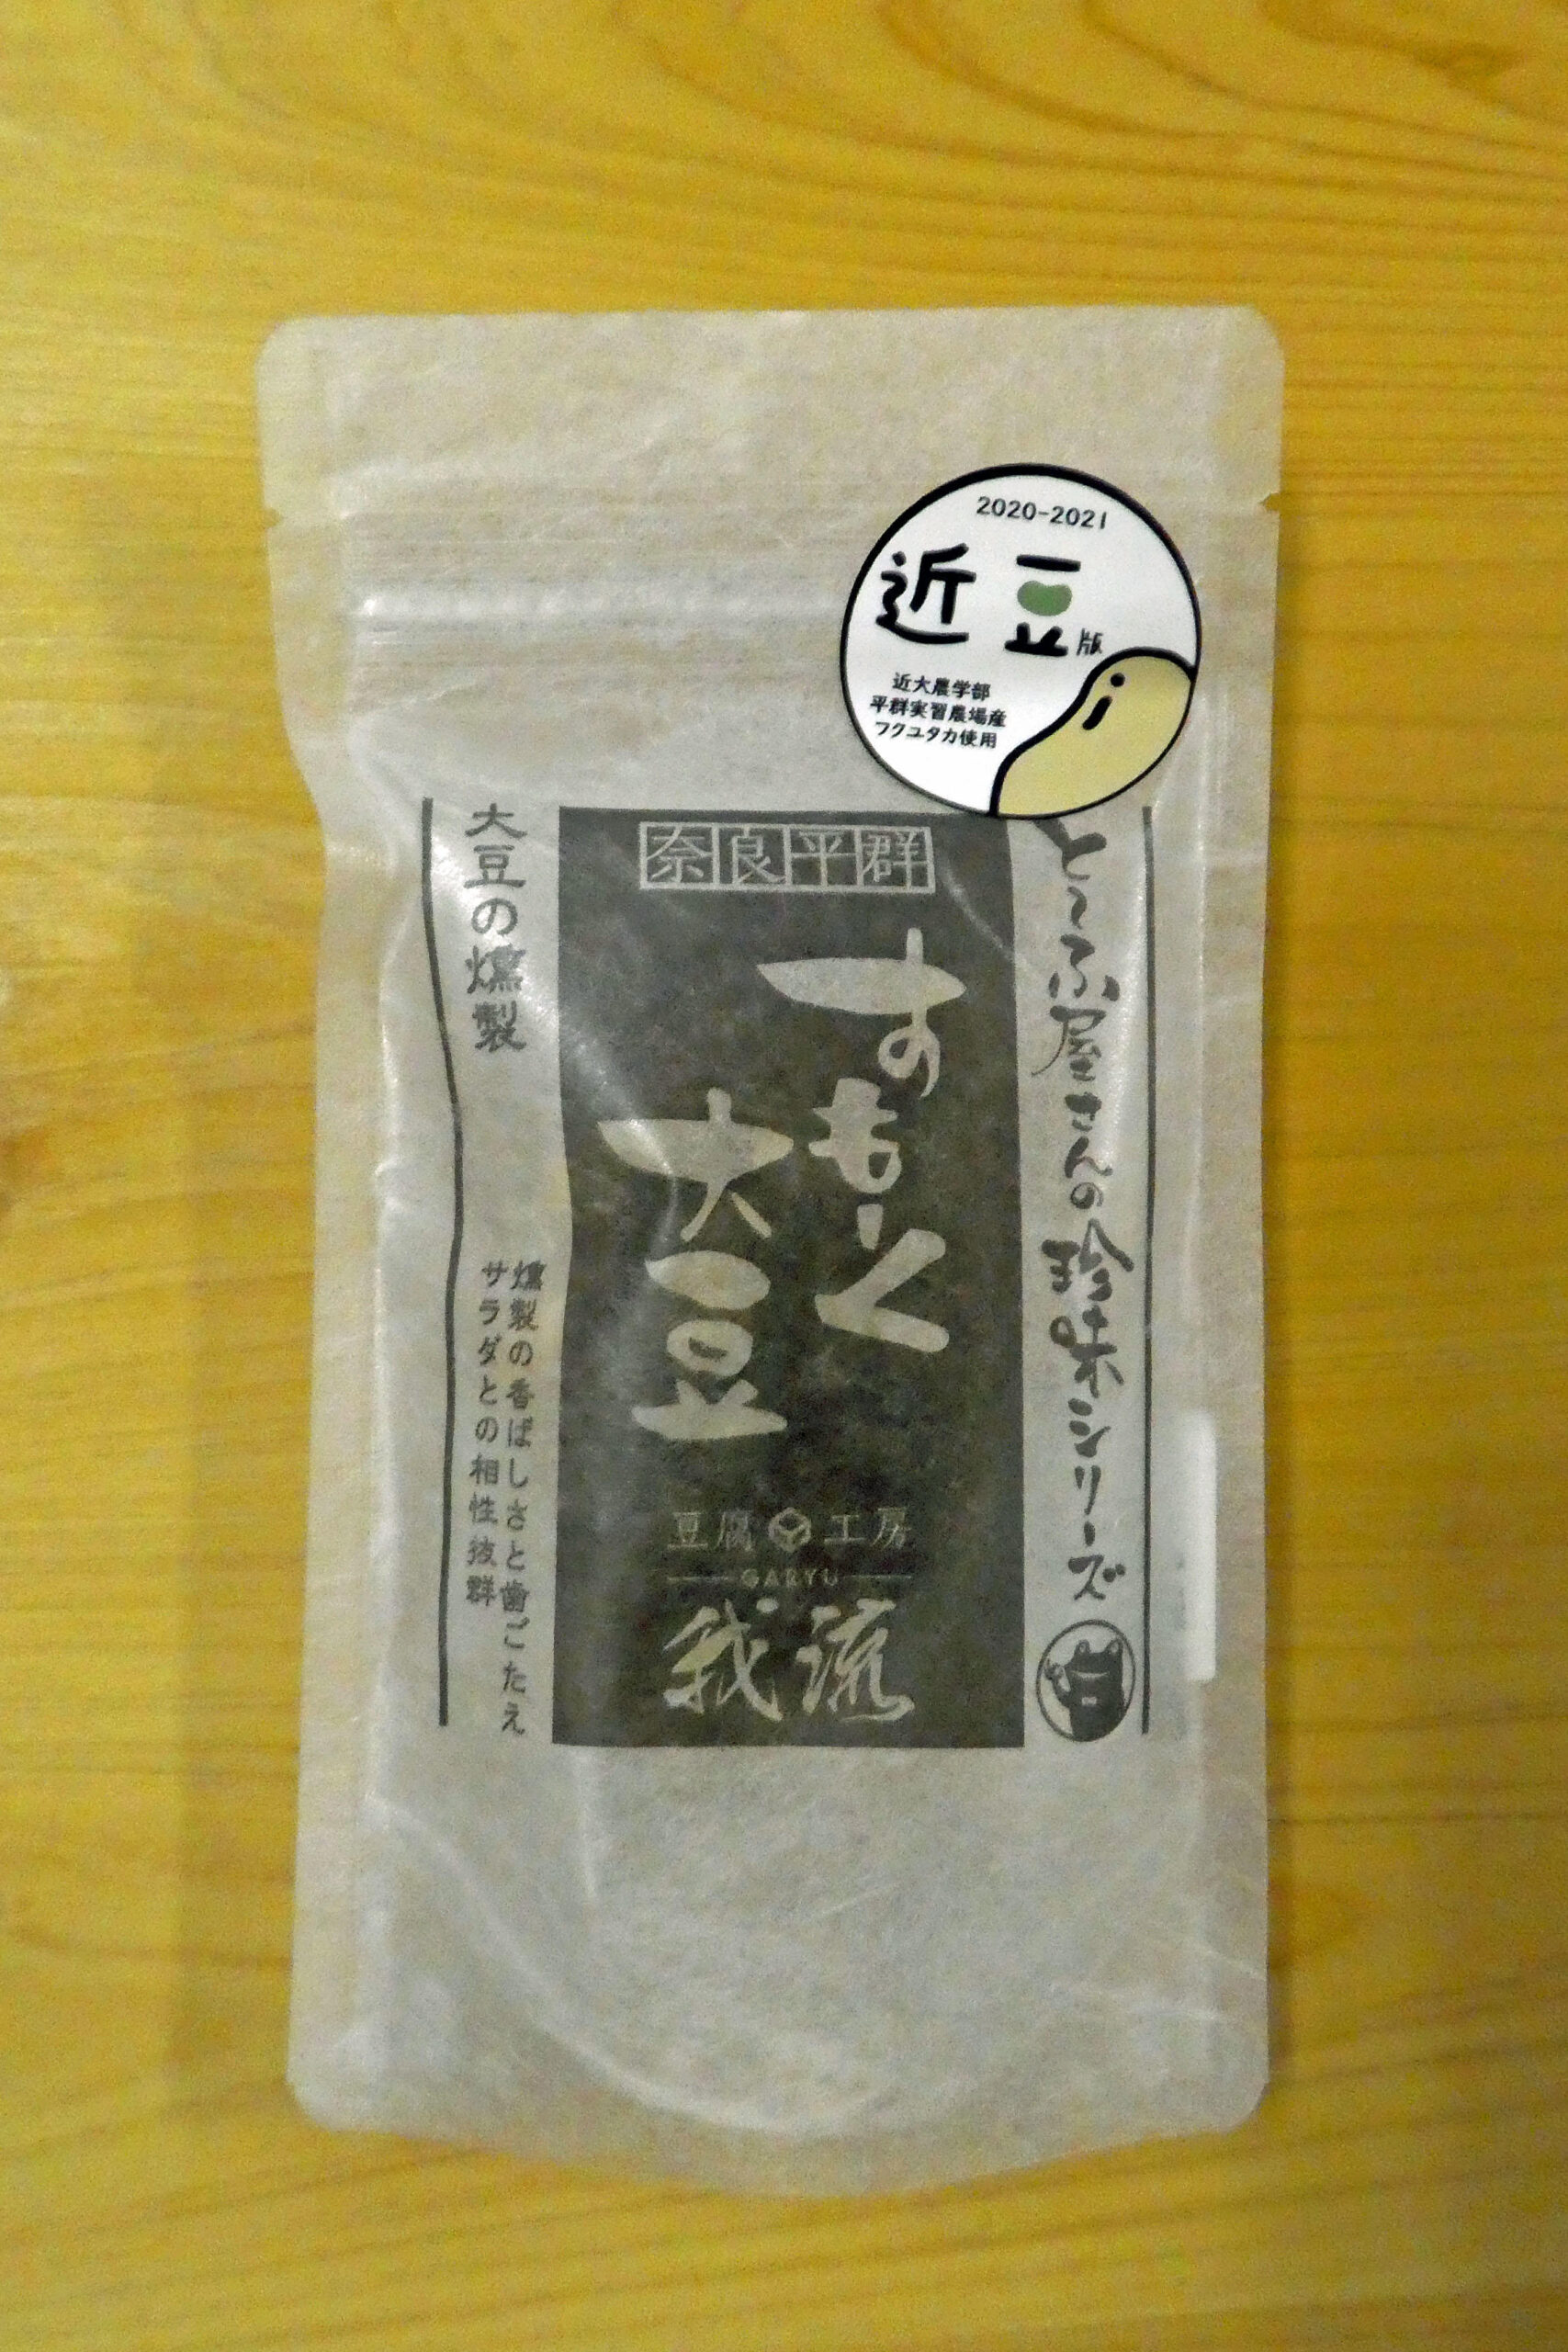 2020-2021
近豆版
近大農学部
平群実習農場産
フクユタカ使用
と〜ふ屋さんの珍味シリーズ
奈良平群
すもーく
大豆
豆腐工房
GARYU
我流
大豆の燻製
燻製の香ばしさと歯ごたえ
サラダとの相性抜群